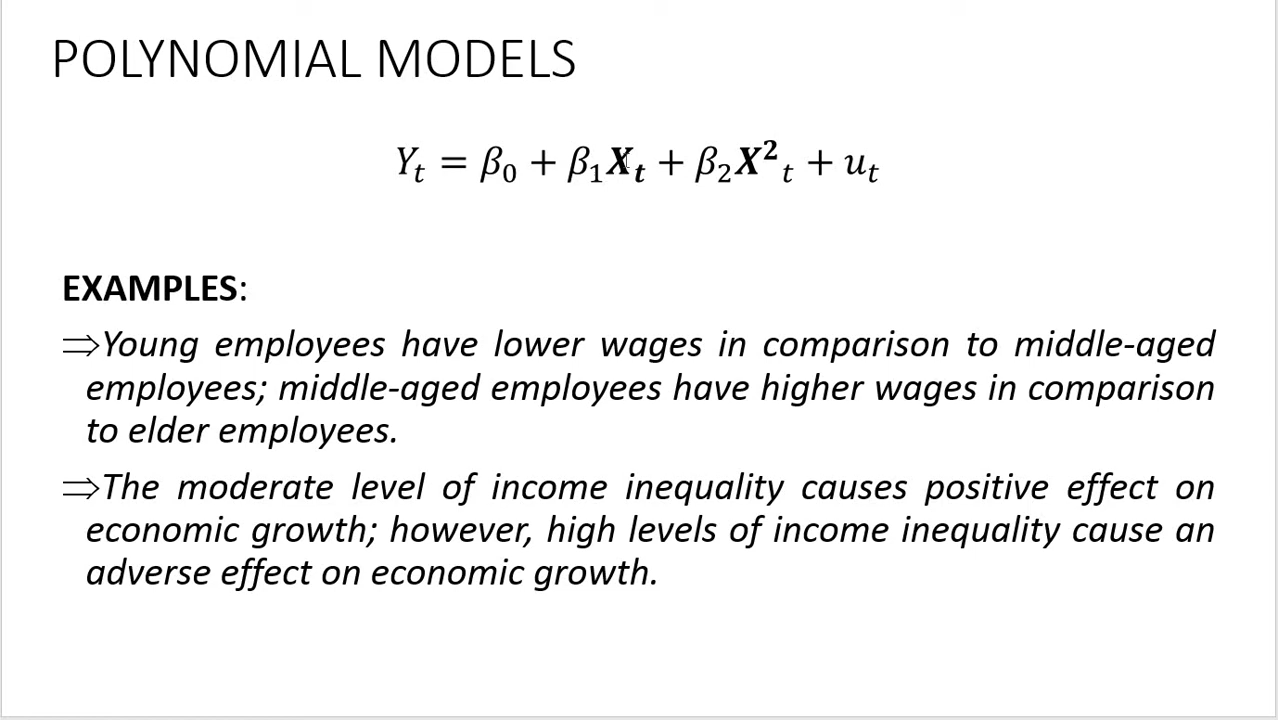 POLYNOMIAL MODELS
Yₜ = β₀ + β₁Xₜ + β₂X²ₜ + uₜ
EXAMPLES:
⇒Young employees have lower wages in comparison to middle-aged
employees; middle-aged employees have higher wages in comparison
to elder employees.
⇒The moderate level of income inequality causes positive effect on
economic growth; however, high levels of income inequality cause an
adverse effect on economic growth.